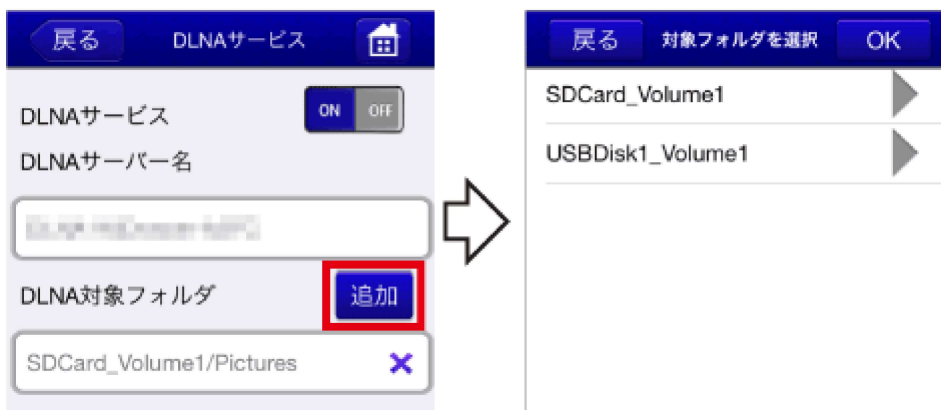 戻る
DLNAサービス
DLNAサービス
ON
OFF
DLNAサーバー名
DLNA対象フォルダ
追加
SDCard_Volume1/Pictures
戻る
対象フォルダを選択
OK
SDCard_Volume1
USBDisk1_Volume1